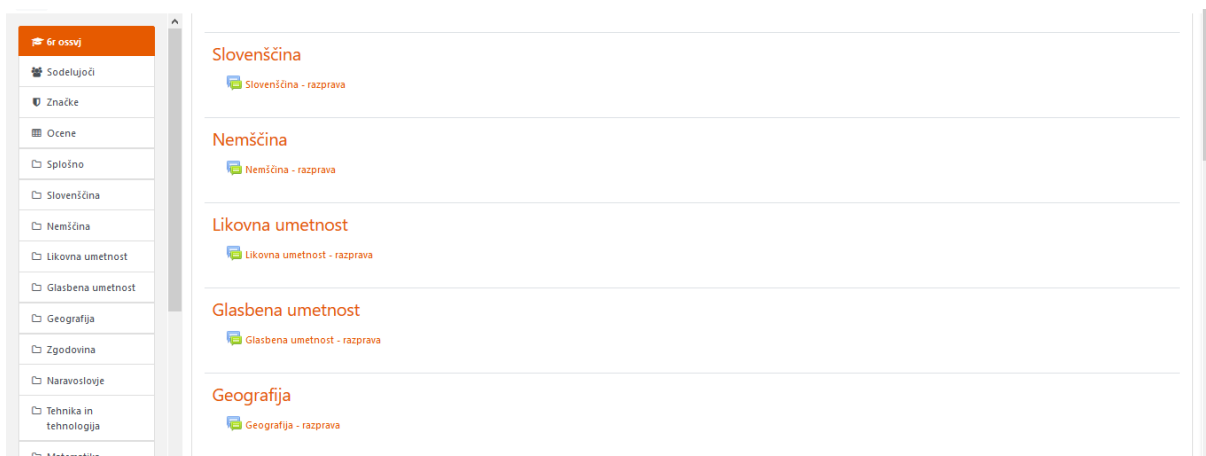 6r ossvj
Sodelujoči
Značke
Ocene
Splošno
Slovenščina
Nemščina
Likovna umetnost
Glasbena umetnost
Geografija
Zgodovina
Naravoslovje
Tehnika in
tehnologija
Matematika
Slovenščina
Slovenščina - razprava
Nemščina
Nemščina - razprava
Likovna umetnost
Likovna umetnost - razprava
Glasbena umetnost
Glasbena umetnost - razprava
Geografija
Geografija - razprava